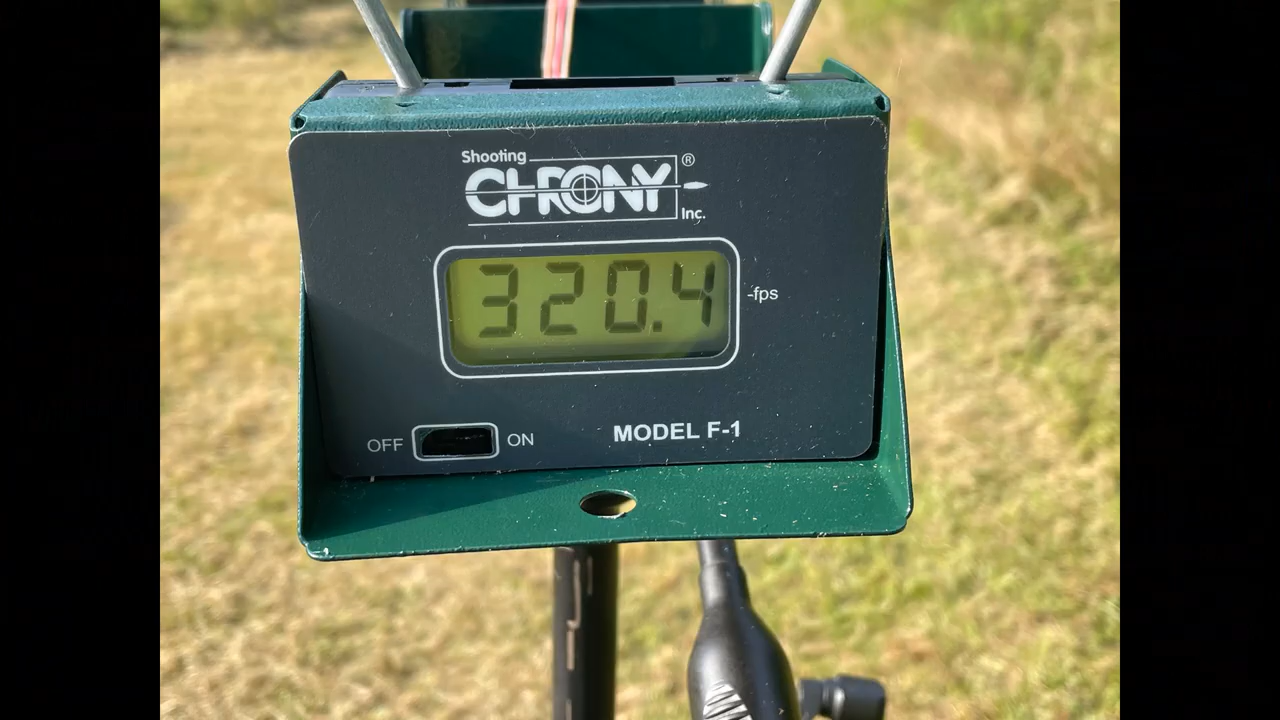 Shooting
CHRONY ®
Inc.
320.4 -fps
OFF ON MODEL F-1